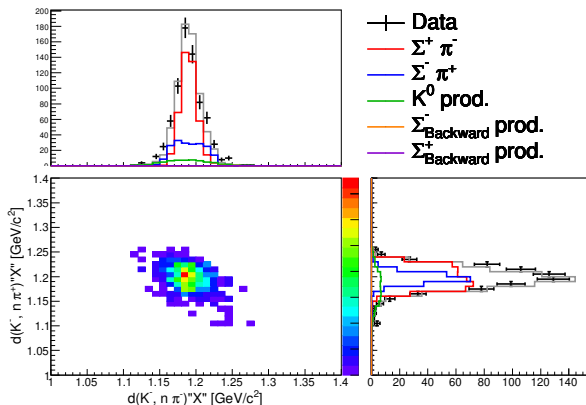 200
180
160
140
120
100
80
60
40
20
0
Data
Σ⁺ π⁻
Σ⁻ π⁺
K⁰ prod.
Σ⁻Backward prod.
Σ⁺Backward prod.
d(K⁻, n π⁺)"X" [GeV/c²]
1.4
1.35
1.3
1.25
1.2
1.15
1.1
1.05
1
1 1.05 1.1 1.15 1.2 1.25 1.3 1.35 1.4
d(K⁻, n π⁻)"X" [GeV/c²]
0 20 40 60 80 100 120 140